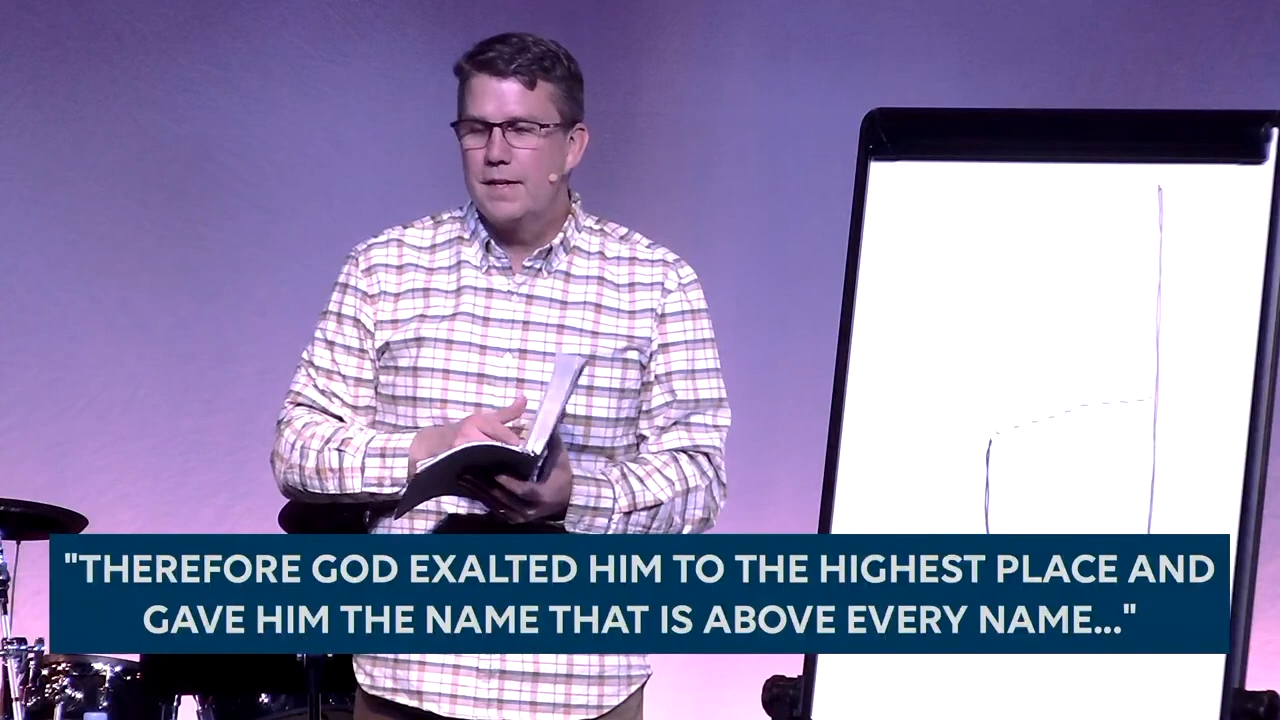 "THEREFORE GOD EXALTED HIM TO THE HIGHEST PLACE AND
GAVE HIM THE NAME THAT IS ABOVE EVERY NAME..."